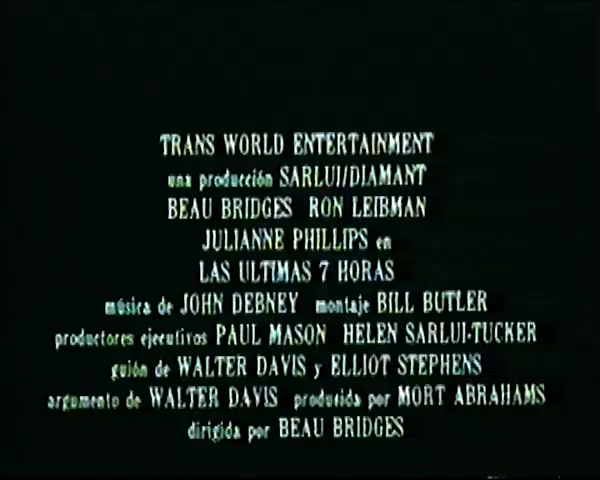 TRANS WORLD ENTERTAINMENT
una producción SARLUI/DIAMANT
BEAU BRIDGES RON LEIBMAN
JULIANNE PHILLIPS en
LAS ULTIMAS 7 HORAS
música de JOHN DEBNEY montaje BILL BUTLER
productores ejecutivos PAUL MASON HELEN SARLUI-TUCKER
guión de WALTER DAVIS y ELLIOT STEPHENS
argumento de WALTER DAVIS producida por MORT ABRAHAMS
dirigida por BEAU BRIDGES